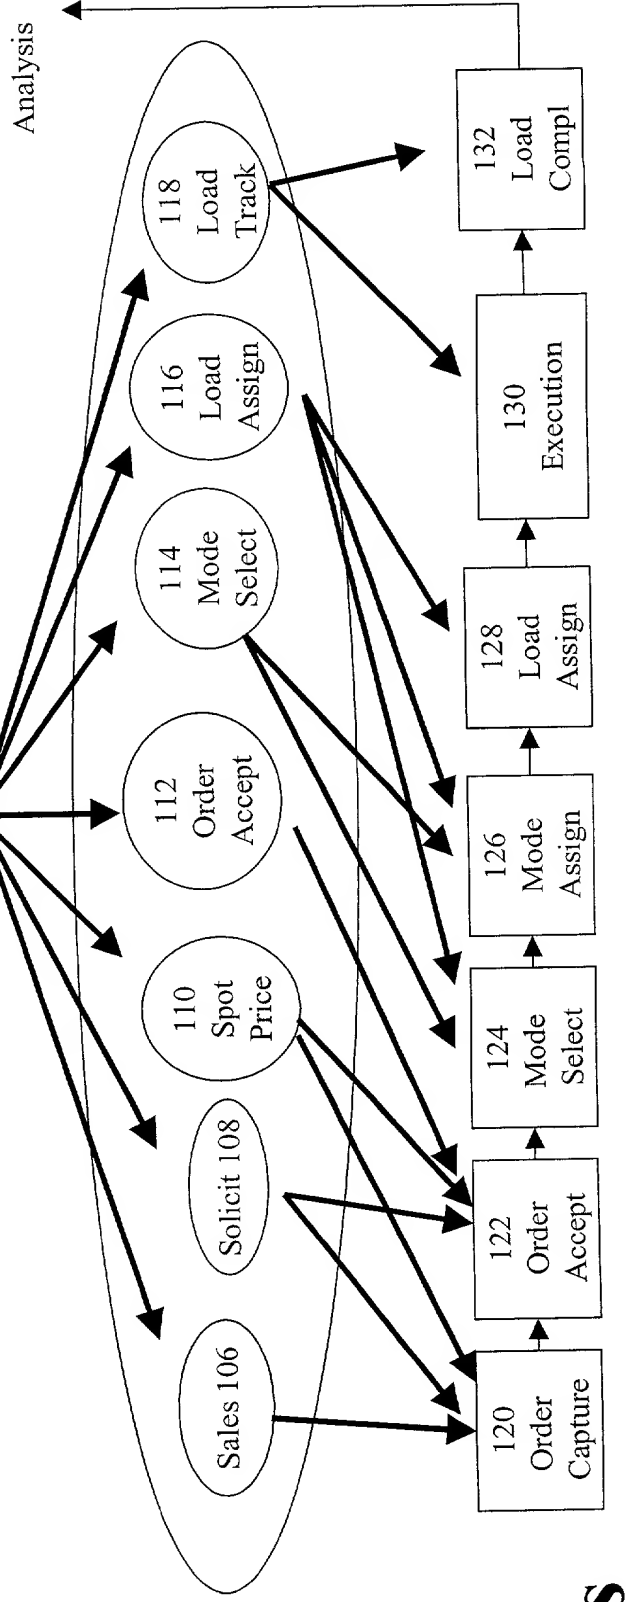 Analysis
Sales 106
Solicit 108
110
Spot
Price
112
Order
Accept
114
Mode
Select
116
Load
Assign
118
Load
Track
120
Order
Capture
122
Order
Accept
124
Mode
Select
126
Mode
Assign
128
Load
Assign
130
Execution
132
Load
Compl